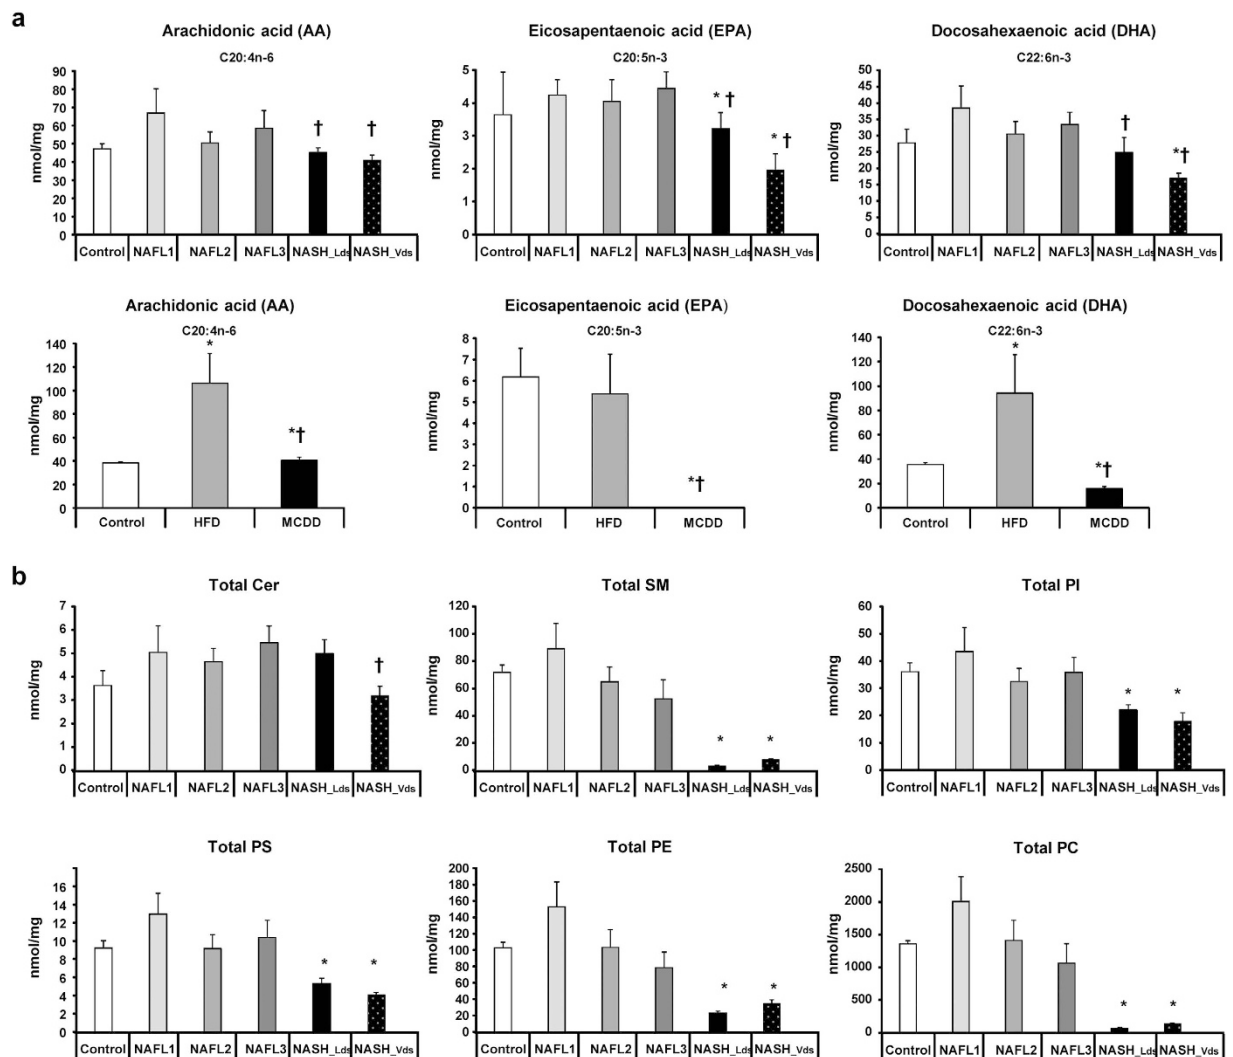 a
Arachidonic acid (AA)
C20:4n-6
nmol/mg
90
80
70
60
50
40
30
20
10
0
Control NAFL1 NAFL2 NAFL3 NASH_Lds NASH_Vds
† †
Eicosapentaenoic acid (EPA)
C20:5n-3
nmol/mg
5
4
3
2
1
0
Control NAFL1 NAFL2 NAFL3 NASH_Lds NASH_Vds
*† *†
Docosahexaenoic acid (DHA)
C22:6n-3
nmol/mg
50
45
40
35
30
25
20
15
10
5
0
Control NAFL1 NAFL2 NAFL3 NASH_Lds NASH_Vds
† *†
Arachidonic acid (AA)
C20:4n-6
nmol/mg
140
120
100
80
60
40
20
0
Control HFD MCDD
* *†
Eicosapentaenoic acid (EPA)
C20:5n-3
nmol/mg
8
7
6
5
4
3
2
1
0
Control HFD MCDD
*†
Docosahexaenoic acid (DHA)
C22:6n-3
nmol/mg
140
120
100
80
60
40
20
0
Control HFD MCDD
* *†
b
Total Cer
nmol/mg
7
6
5
4
3
2
1
0
Control NAFL1 NAFL2 NAFL3 NASH_Lds NASH_Vds
†
Total SM
nmol/mg
120
100
80
60
40
20
0
Control NAFL1 NAFL2 NAFL3 NASH_Lds NASH_Vds
* *
Total PI
nmol/mg
60
50
40
30
20
10
0
Control NAFL1 NAFL2 NAFL3 NASH_Lds NASH_Vds
* *
Total PS
nmol/mg
16
14
12
10
8
6
4
2
0
Control NAFL1 NAFL2 NAFL3 NASH_Lds NASH_Vds
* *
Total PE
nmol/mg
200
180
160
140
120
100
80
60
40
20
0
Control NAFL1 NAFL2 NAFL3 NASH_Lds NASH_Vds
* *
Total PC
nmol/mg
2500
2000
1500
1000
500
0
Control NAFL1 NAFL2 NAFL3 NASH_Lds NASH_Vds
* *